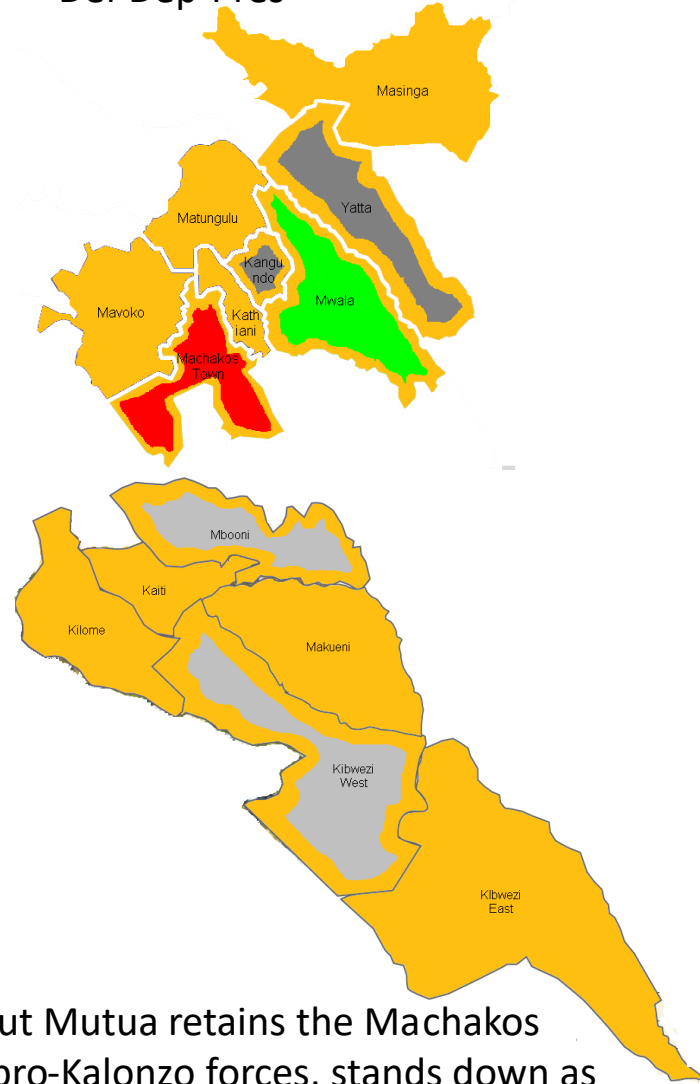 Masinga
Yatta
Matungulu
Kangu
ndo
Mwala
Mavoko
Kath
iani
Machakos
Town
Mbooni
Kaiti
Kilome
Makueni
Kibwezi
West
KIbwezi
East
ut Mutua retains the Machakos
pro-Kalonzo forces, stands down as